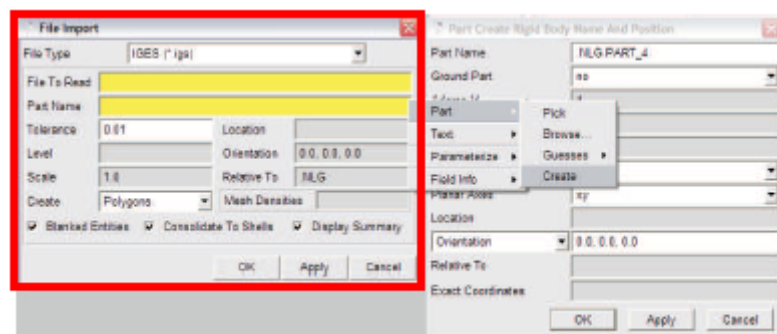 File Import
File Type IGES (*.igs)
File To Read
Part Name
Tolerance 0.01 Location
Level Orientation 0.0, 0.0, 0.0
Scale 1.0 Relative To .NLG
Create Polygons Mesh Densities
Blanked Entities Consolidate To Shells Display Summary
OK Apply Cancel
Part Create Rigid Body Name And Position
Part Name .NLG.PART_4
Ground Part no
Part Pick
Text Browse...
Parameterize Guesses
Field Info Create
Planar Axes xy
Location
Orientation 0.0, 0.0, 0.0
Relative To
Exact Coordinates
OK Apply Cancel